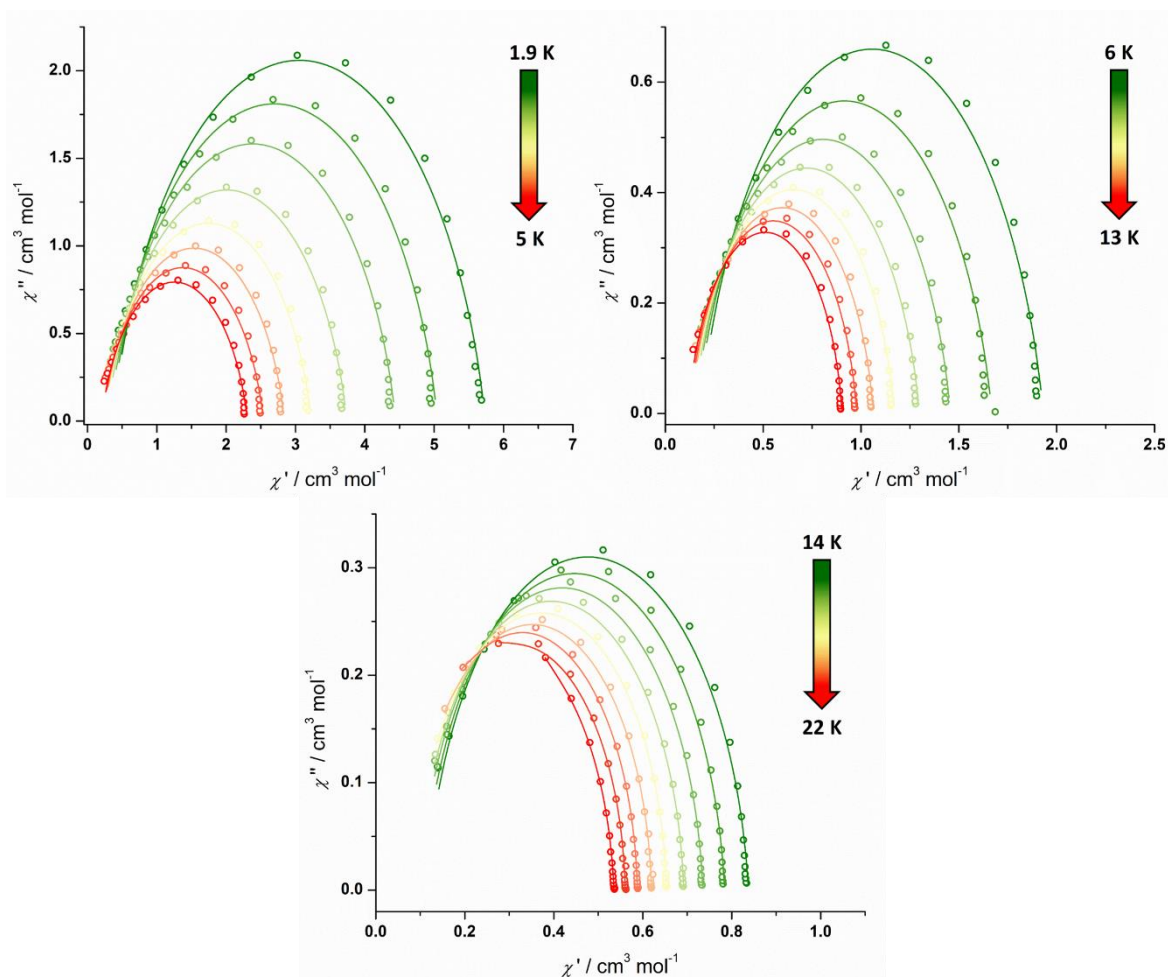 2.0
1.5
1.0
0.5
0.0
χ'' / cm³ mol⁻¹
0 1 2 3 4 5 6 7
χ' / cm³ mol⁻¹
1.9 K
5 K
0.6
0.4
0.2
0.0
χ'' / cm³ mol⁻¹
0.0 0.5 1.0 1.5 2.0 2.5
χ' / cm³ mol⁻¹
6 K
13 K
0.3
0.2
0.1
0.0
χ'' / cm³ mol⁻¹
0.0 0.2 0.4 0.6 0.8 1.0
χ' / cm³ mol⁻¹
14 K
22 K